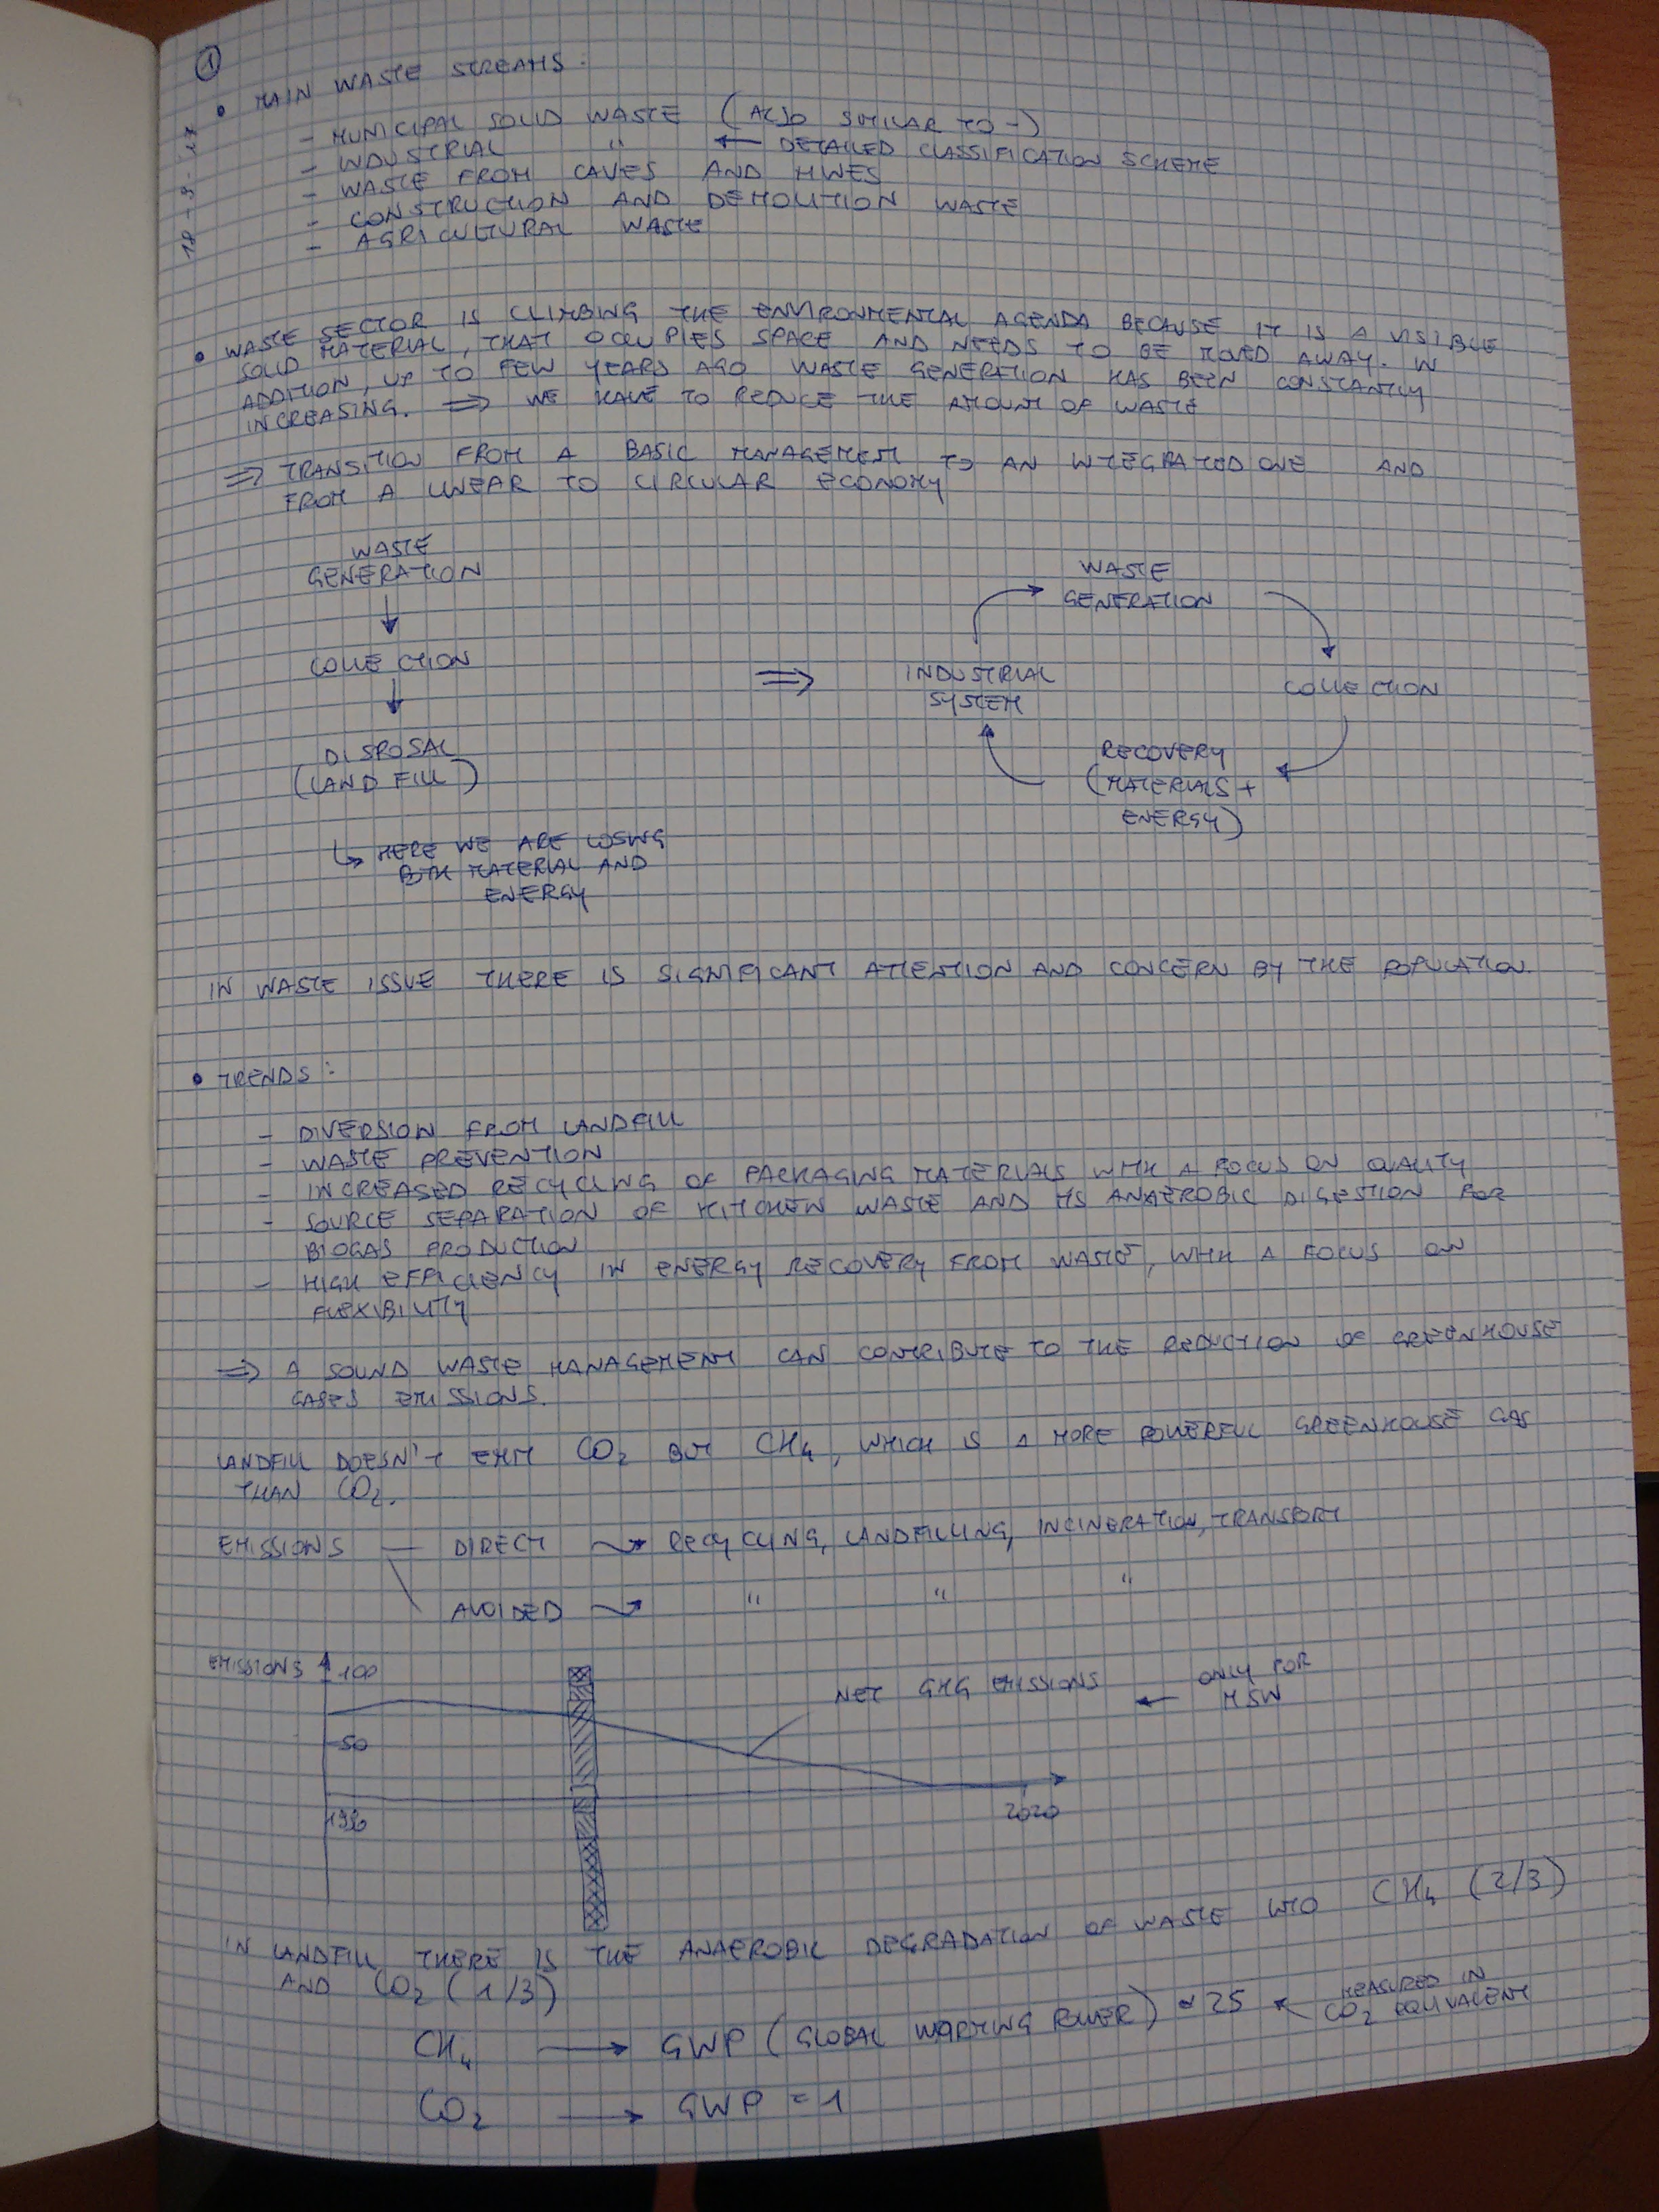 1
18-9-17
• MAIN WASTE STREAMS:
- MUNICIPAL SOLID WASTE (ALSO SIMILAR TO -)
- INDUSTRIAL " ← DETAILED CLASSIFICATION SCHEME
- WASTE FROM CAVES AND MINES
- CONSTRUCTION AND DEMOLITION WASTE
- AGRICULTURAL WASTE
• WASTE SECTOR IS CLIMBING THE ENVIRONMENTAL AGENDA BECAUSE IT IS A VISIBLE
SOLID MATERIAL, THAT OCCUPIES SPACE AND NEEDS TO BE MOVED AWAY. IN
ADDITION, UP TO FEW YEARS AGO WASTE GENERATION HAS BEEN CONSTANTLY
INCREASING. ⇒ WE HAVE TO REDUCE THE AMOUNT OF WASTE
⇒ TRANSITION FROM A BASIC MANAGEMENT TO AN INTEGRATED ONE AND
FROM A LINEAR TO CIRCULAR ECONOMY
WASTE
GENERATION
↓
COLLECTION
↓
DISPOSAL
(LANDFILL)
↳ HERE WE ARE LOSING
BOTH MATERIAL AND
ENERGY
⇒
WASTE
GENERATION
COLLECTION
RECOVERY
(MATERIALS +
ENERGY)
INDUSTRIAL
SYSTEM
IN WASTE ISSUE THERE IS SIGNIFICANT ATTENTION AND CONCERN BY THE POPULATION.
• TRENDS:
- DIVERSION FROM LANDFILL
- WASTE PREVENTION
- INCREASED RECYCLING OF PACKAGING MATERIALS WITH A FOCUS ON QUALITY
- SOURCE SEPARATION OF KITCHEN WASTE AND ITS ANAEROBIC DIGESTION FOR
BIOGAS PRODUCTION
- HIGH EFFICIENCY IN ENERGY RECOVERY FROM WASTE, WITH A FOCUS ON
FLEXIBILITY
⇒ A SOUND WASTE MANAGEMENT CAN CONTRIBUTE TO THE REDUCTION OF GREENHOUSE
GASES EMISSIONS.
LANDFILL DOESN'T EMIT CO2 BUT CH4, WHICH IS A MORE POWERFUL GREENHOUSE GAS
THAN CO2.
EMISSIONS — DIRECT → RECYCLING, LANDFILLING, INCINERATION, TRANSPORT
AVOIDED → " " "
EMISSIONS 100
NET GHG EMISSIONS ← ONLY FOR
MSW
50
1990
2020
IN LANDFILL THERE IS THE ANAEROBIC DEGRADATION OF WASTE INTO CH4 (2/3)
AND CO2 (1/3)
CH4 → GWP (GLOBAL WARMING POWER) ~ 25 ← MEASURED IN
CO2 EQUIVALENT
CO2 → GWP = 1